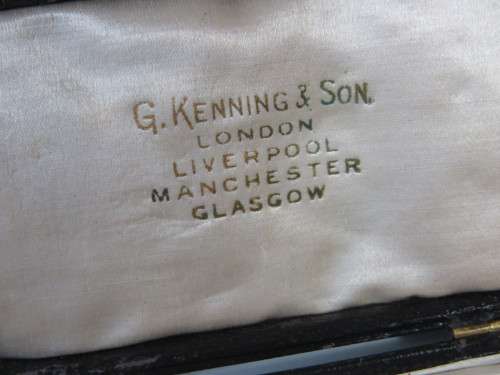 G. KENNING & SON,
LONDON
LIVERPOOL
MANCHESTER
GLASGOW